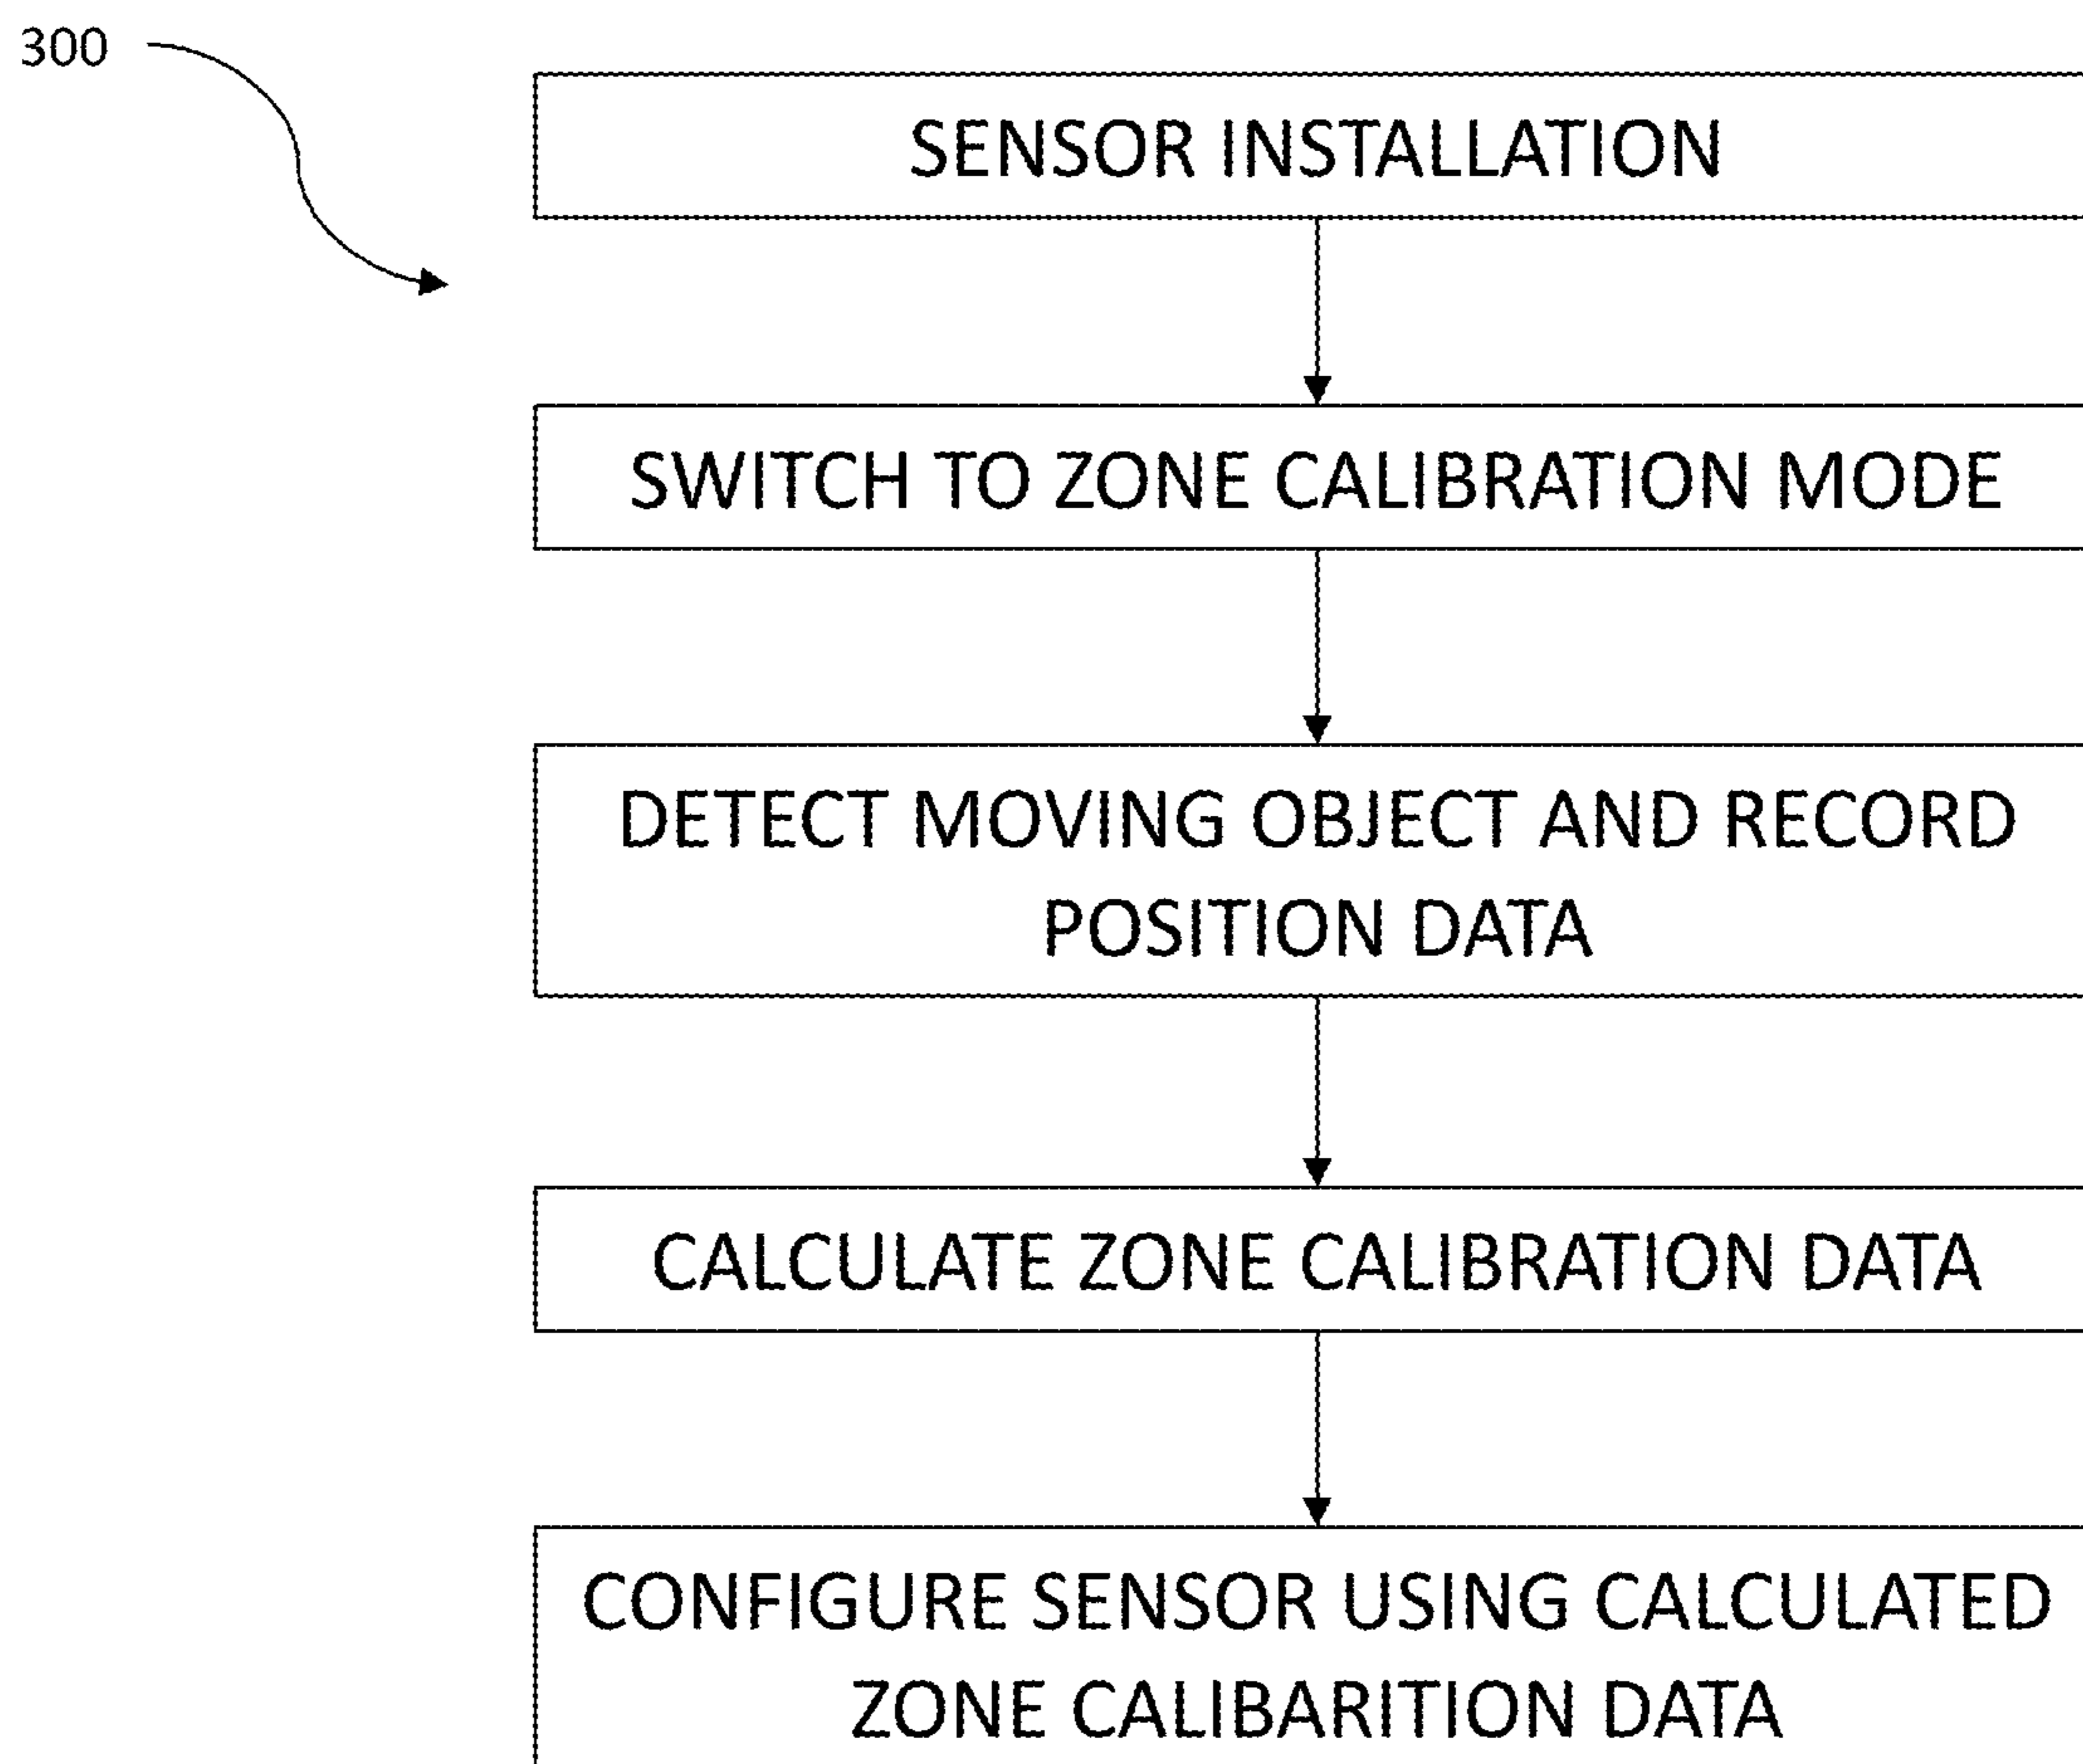 300
SENSOR INSTALLATION
SWITCH TO ZONE CALIBRATION MODE
DETECT MOVING OBJECT AND RECORD
POSITION DATA
CALCULATE ZONE CALIBRATION DATA
CONFIGURE SENSOR USING CALCULATED
ZONE CALIBARITION DATA